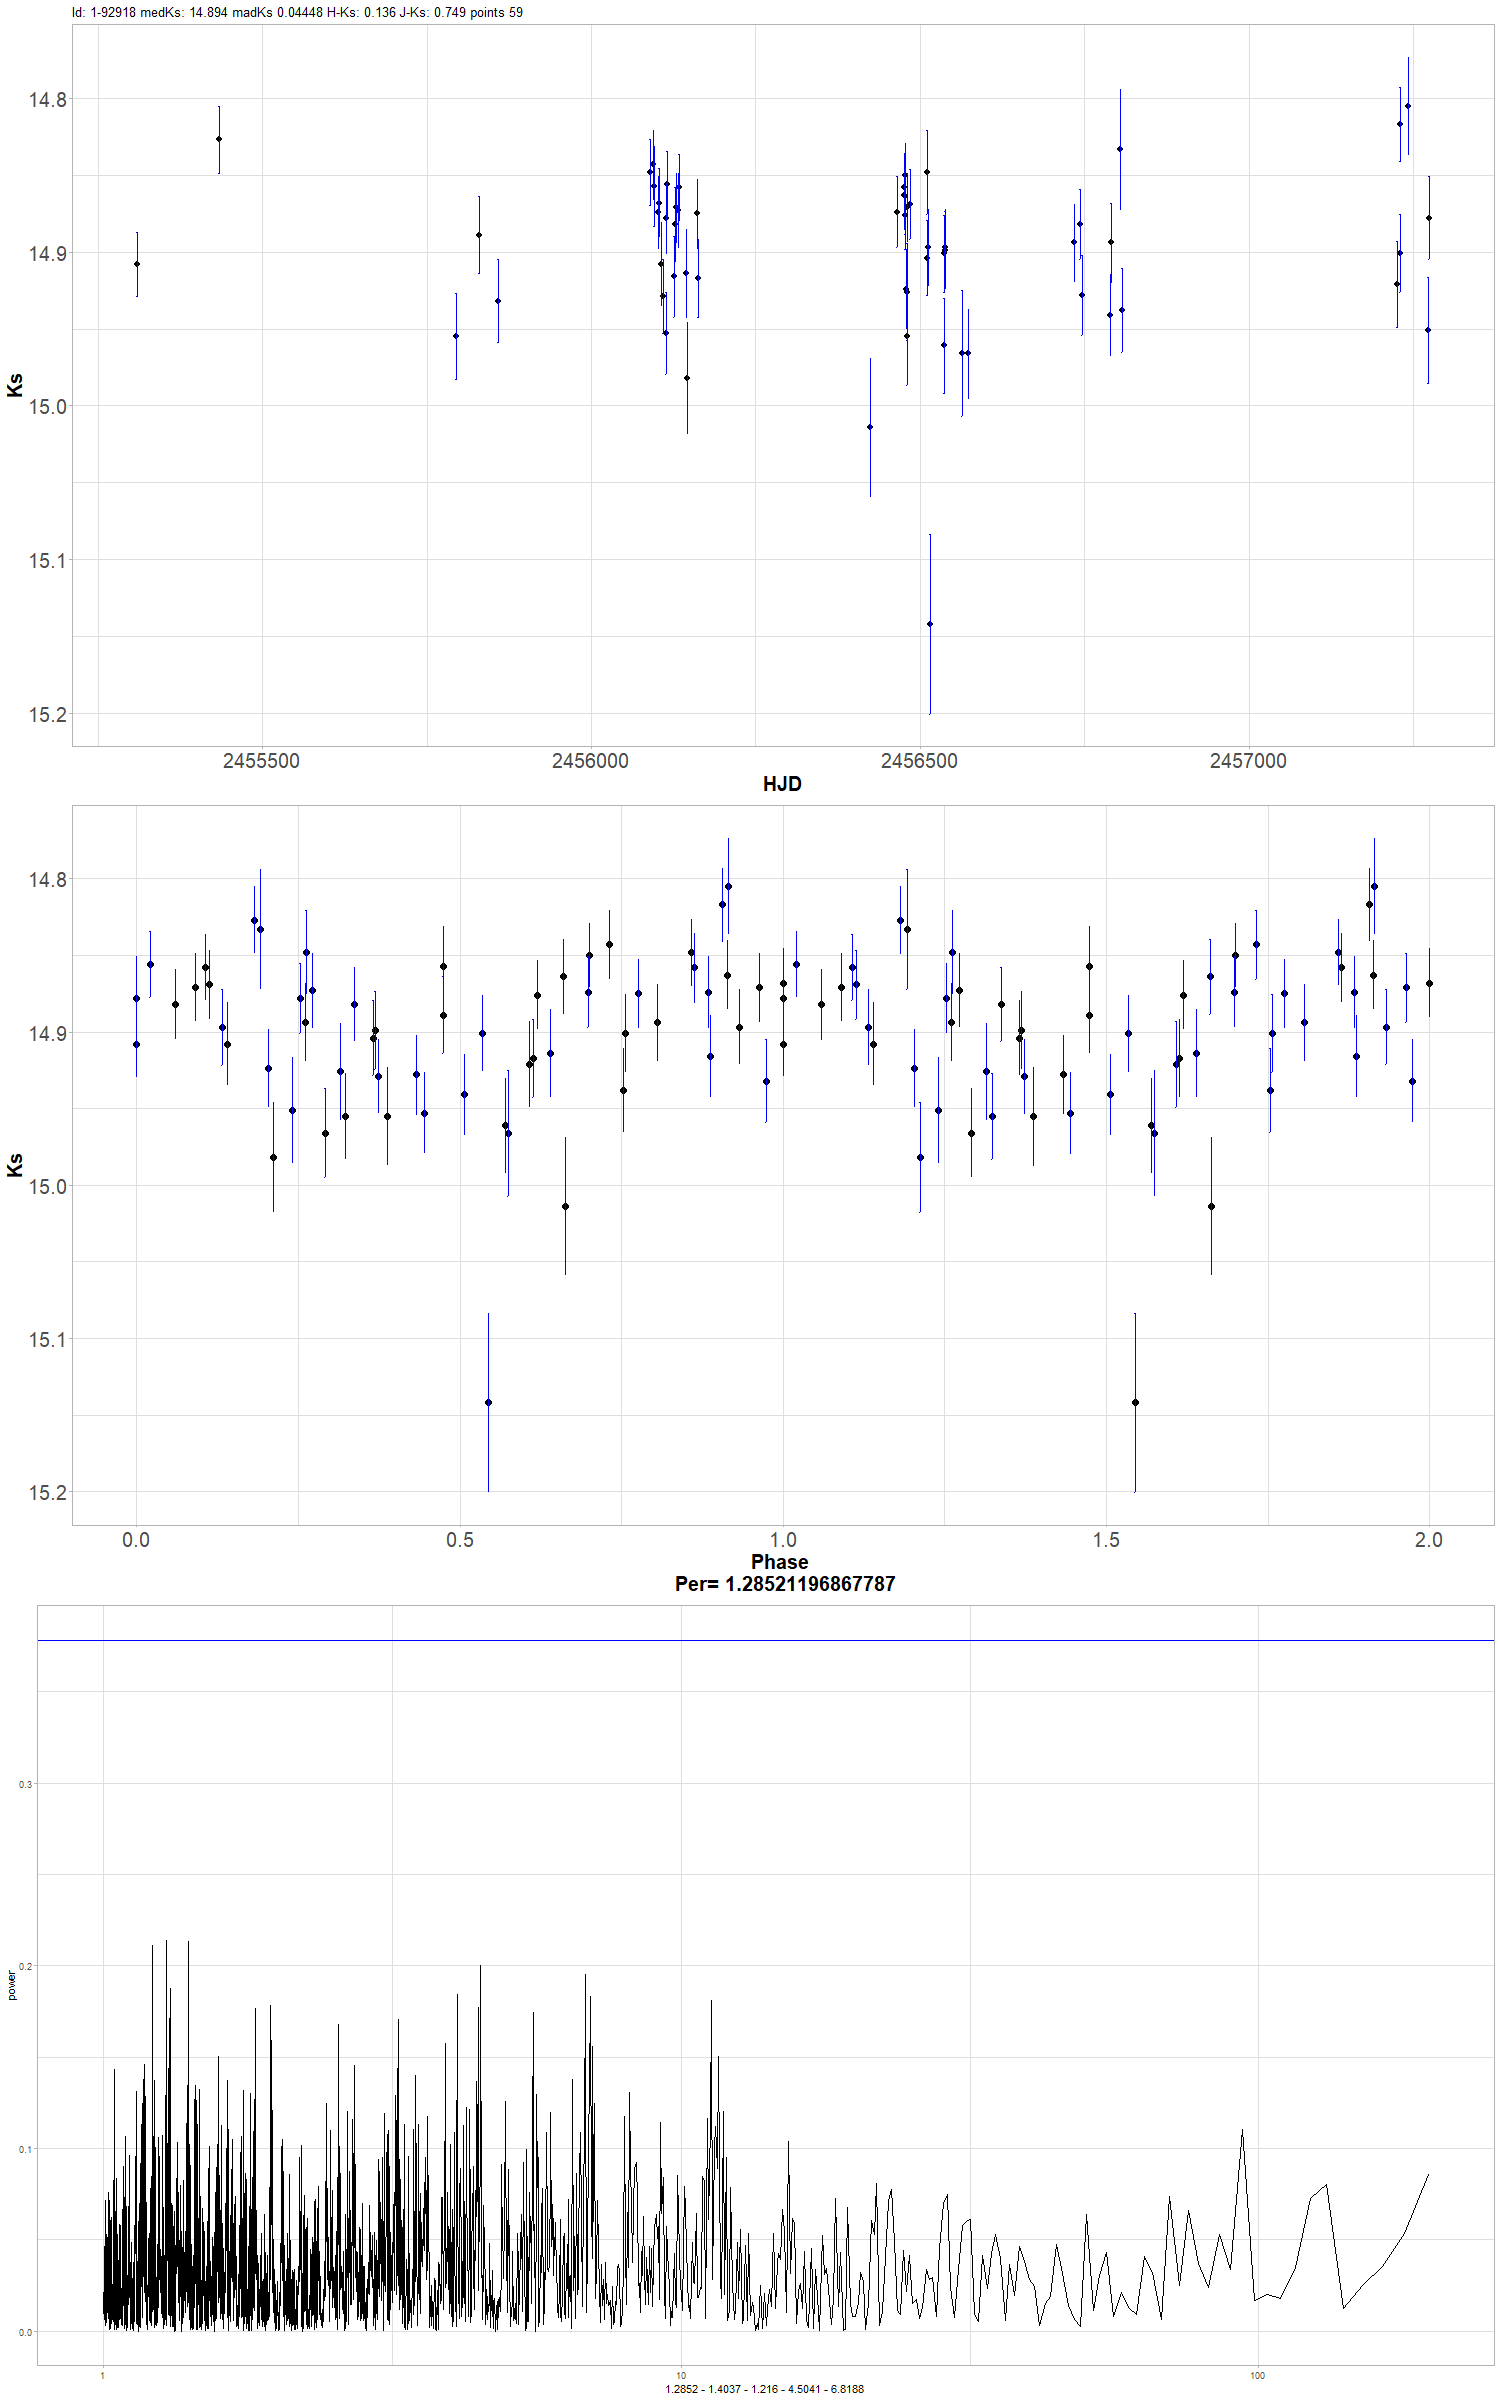 Id: 1-92918 medKs: 14.894 madKs 0.04448 H-Ks: 0.136 J-Ks: 0.749 points 59
14.8
14.9
15.0
15.1
15.2
Ks
2455500 2456000 2456500 2457000
HJD
14.8
14.9
15.0
15.1
15.2
Ks
0.0 0.5 1.0 1.5 2.0
Phase
Per= 1.28521196867787
0.3
0.2
0.1
0.0
power
1 10 100
1.2852 - 1.4037 - 1.216 - 4.5041 - 6.8188